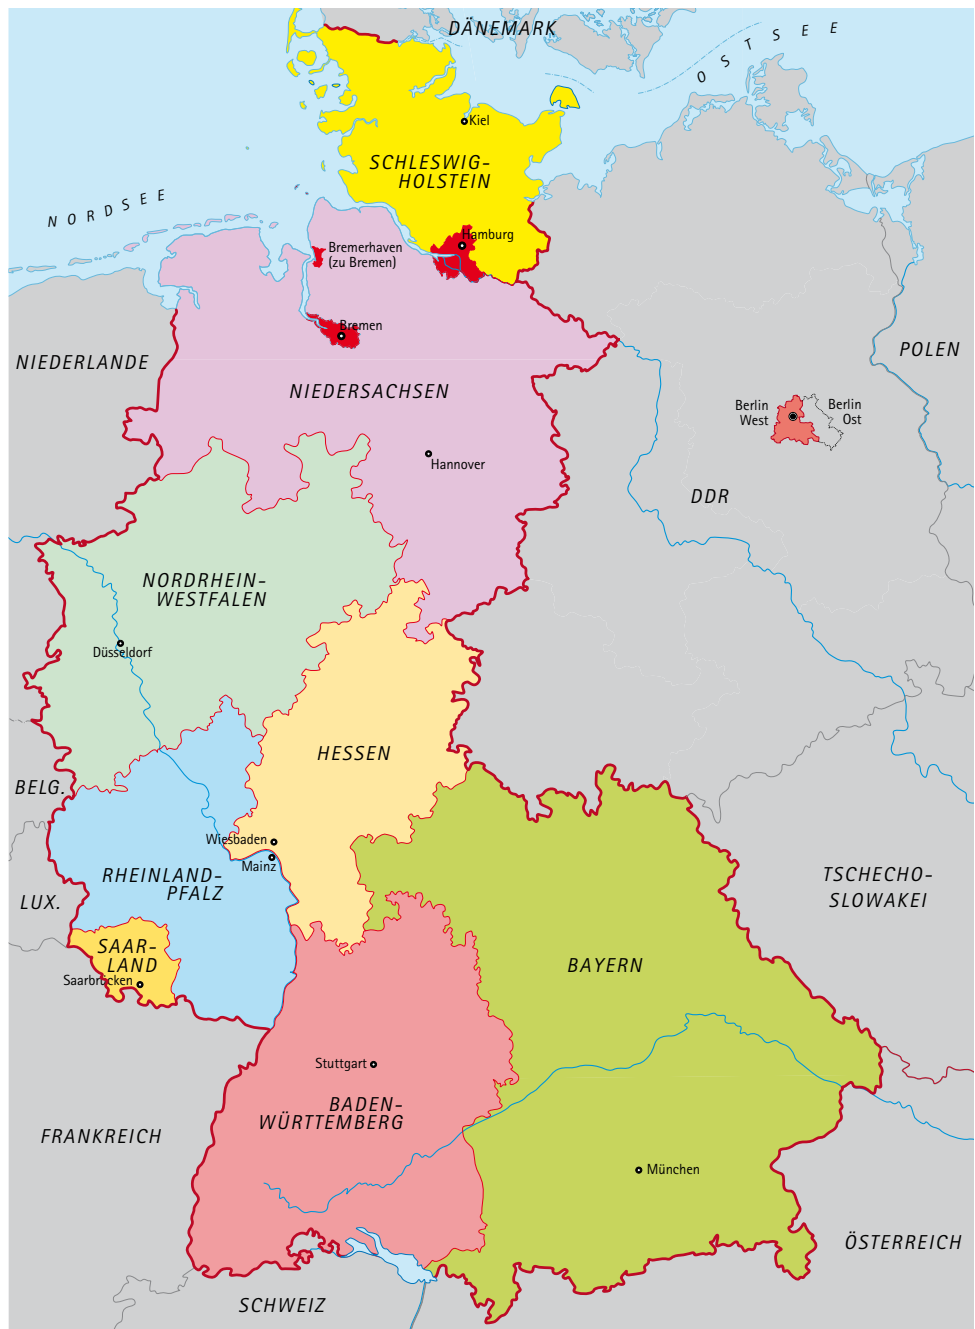 DÄNEMARK
OSTSEE
Kiel
SCHLESWIG-
HOLSTEIN
NORDSEE
Hamburg
Bremerhaven
(zu Bremen)
Bremen
NIEDERLANDE
POLEN
NIEDERSACHSEN
Berlin
West
Berlin
Ost
Hannover
DDR
NORDRHEIN-
WESTFALEN
Düsseldorf
HESSEN
BELG.
Wiesbaden
Mainz
RHEINLAND-
PFALZ
LUX.
TSCHECHO-
SLOWAKEI
SAAR-
LAND
Saarbrücken
BAYERN
Stuttgart
BADEN-
WÜRTTEMBERG
FRANKREICH
München
ÖSTERREICH
SCHWEIZ